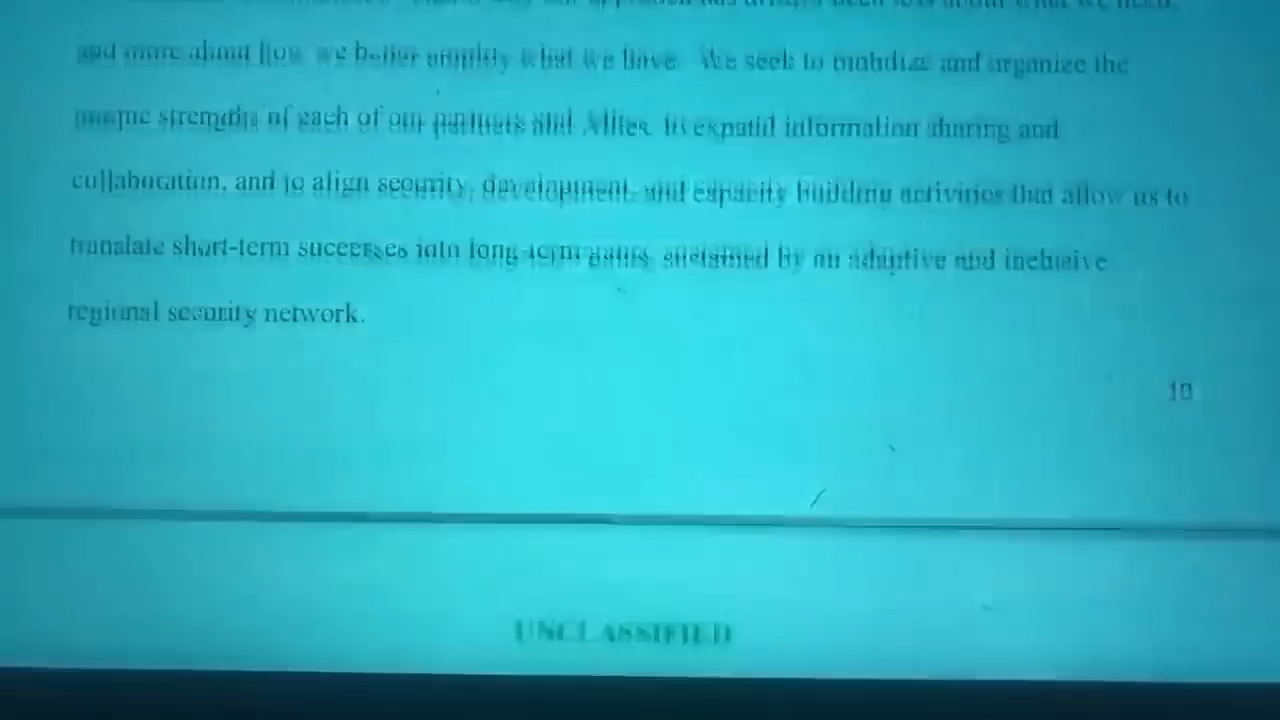 and more about how we better amplify what we have. We seek to mobilize and organize the
unique strengths of each of our partners and Allies, to expand information sharing and
collaboration, and to align security, development, and capacity building activities that allow us to
translate short-term successes into long-term gains, sustained by an adaptive and inclusive
regional security network.
10
UNCLASSIFIED